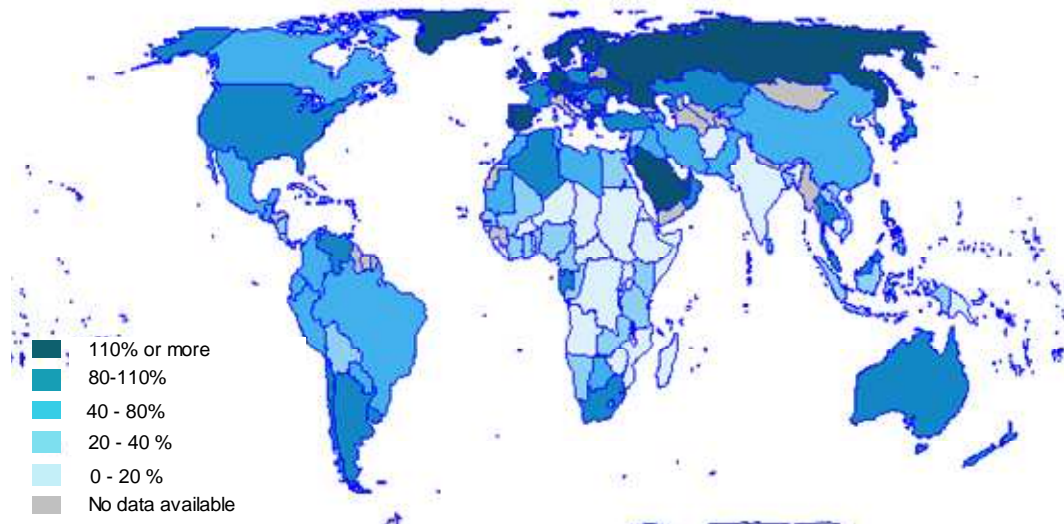 110% or more
80-110%
40 - 80%
20 - 40 %
0 - 20 %
No data available